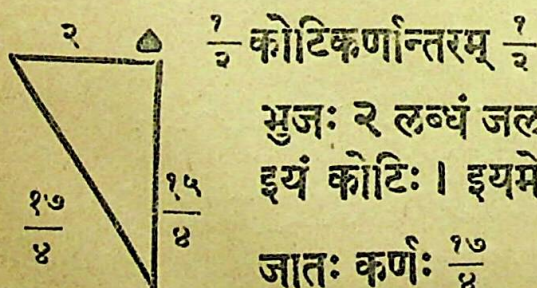 २
१/२ कोटिकर्णान्तरम् १/२
भुजः २ लब्धं जल
इयं कोटिः । इयमे
१७/४
१५/४
जातः कर्णः १७/४